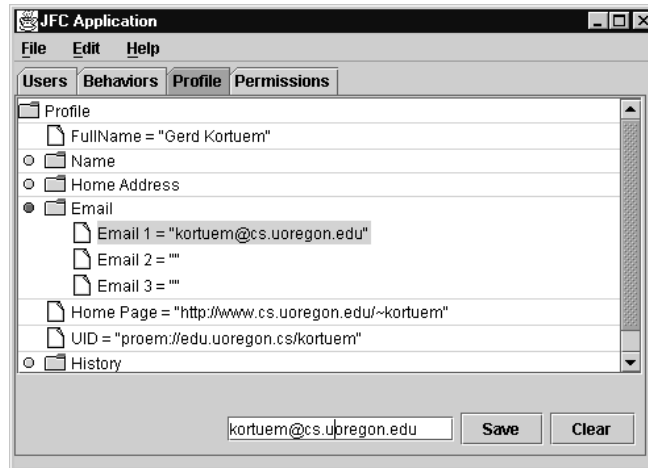 JFC Application
File Edit Help
Users Behaviors Profile Permissions
Profile
FullName = "Gerd Kortuem"
Name
Home Address
Email
Email 1 = "kortuem@cs.uoregon.edu"
Email 2 = ""
Email 3 = ""
Home Page = "http://www.cs.uoregon.edu/~kortuem"
UID = "proem://edu.uoregon.cs/kortuem"
History
kortuem@cs.uoregon.edu Save Clear